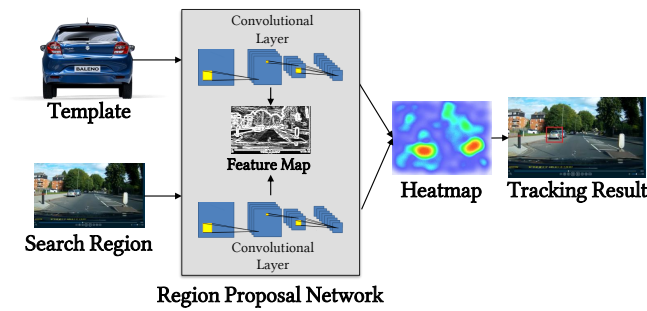 Convolutional
Layer
BALENO
Template
Feature Map
Heatmap
Tracking Result
Search Region
Convolutional
Layer
Region Proposal Network